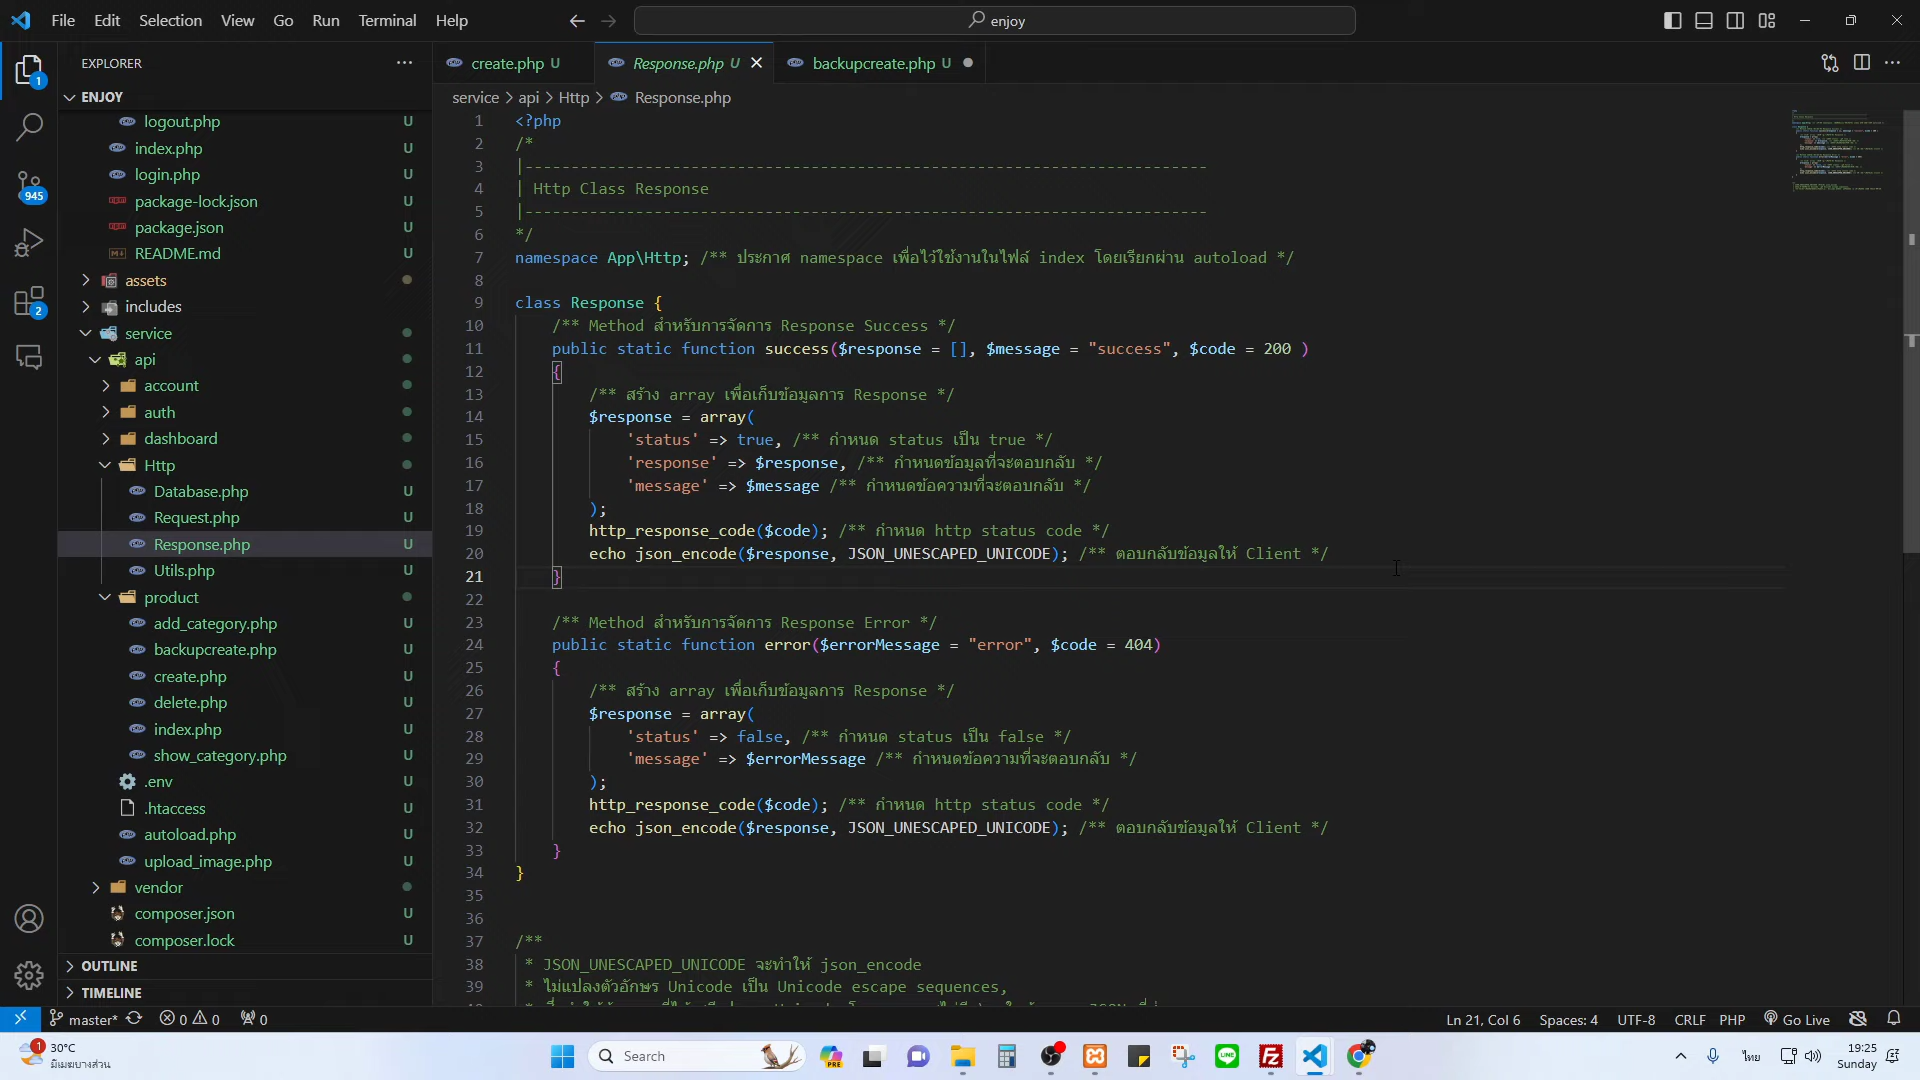 File Edit Selection View Go Run Terminal Help
enjoy
EXPLORER
ENJOY
logout.php U
index.php U
login.php U
package-lock.json U
package.json U
README.md U
assets
includes
service
api
account
auth
dashboard
Http
Database.php U
Request.php U
Response.php U
Utils.php U
product
add_category.php U
backupcreate.php U
create.php U
delete.php U
index.php U
show_category.php U
.env U
.htaccess U
autoload.php U
upload_image.php U
vendor
composer.json U
composer.lock U
OUTLINE
TIMELINE
1
945
2
create.php U Response.php U backupcreate.php U
service > api > Http > Response.php
1 <?php
2 /*
3 |--------------------------------------------------------------------------
4 | Http Class Response
5 |--------------------------------------------------------------------------
6 */
7 namespace App\Http; /** ประกาศ namespace เพื่อไว้ใช้งานในไฟล์ index โดยเรียกผ่าน autoload */
8
9 class Response {
10 /** Method สำหรับการจัดการ Response Success */
11 public static function success($response = [], $message = "success", $code = 200 )
12 {
13 /** สร้าง array เพื่อเก็บข้อมูลการ Response */
14 $response = array(
15 'status' => true, /** กำหนด status เป็น true */
16 'response' => $response, /** กำหนดข้อมูลที่จะตอบกลับ */
17 'message' => $message /** กำหนดข้อความที่จะตอบกลับ */
18 );
19 http_response_code($code); /** กำหนด http status code */
20 echo json_encode($response, JSON_UNESCAPED_UNICODE); /** ตอบกลับข้อมูลให้ Client */
21 }
22
23 /** Method สำหรับการจัดการ Response Error */
24 public static function error($errorMessage = "error", $code = 404)
25 {
26 /** สร้าง array เพื่อเก็บข้อมูลการ Response */
27 $response = array(
28 'status' => false, /** กำหนด status เป็น false */
29 'message' => $errorMessage /** กำหนดข้อความที่จะตอบกลับ */
30 );
31 http_response_code($code); /** กำหนด http status code */
32 echo json_encode($response, JSON_UNESCAPED_UNICODE); /** ตอบกลับข้อมูลให้ Client */
33 }
34 }
35
36
37 /**
38 * JSON_UNESCAPED_UNICODE จะทำให้ json_encode
39 * ไม่แปลงตัวอักษร Unicode เป็น Unicode escape sequences,
master* 0 0 0 Ln 21, Col 6 Spaces: 4 UTF-8 CRLF PHP Go Live
1 30°C
มีเมฆบางส่วน
Search
PRE
ไทย
19:25
Sunday